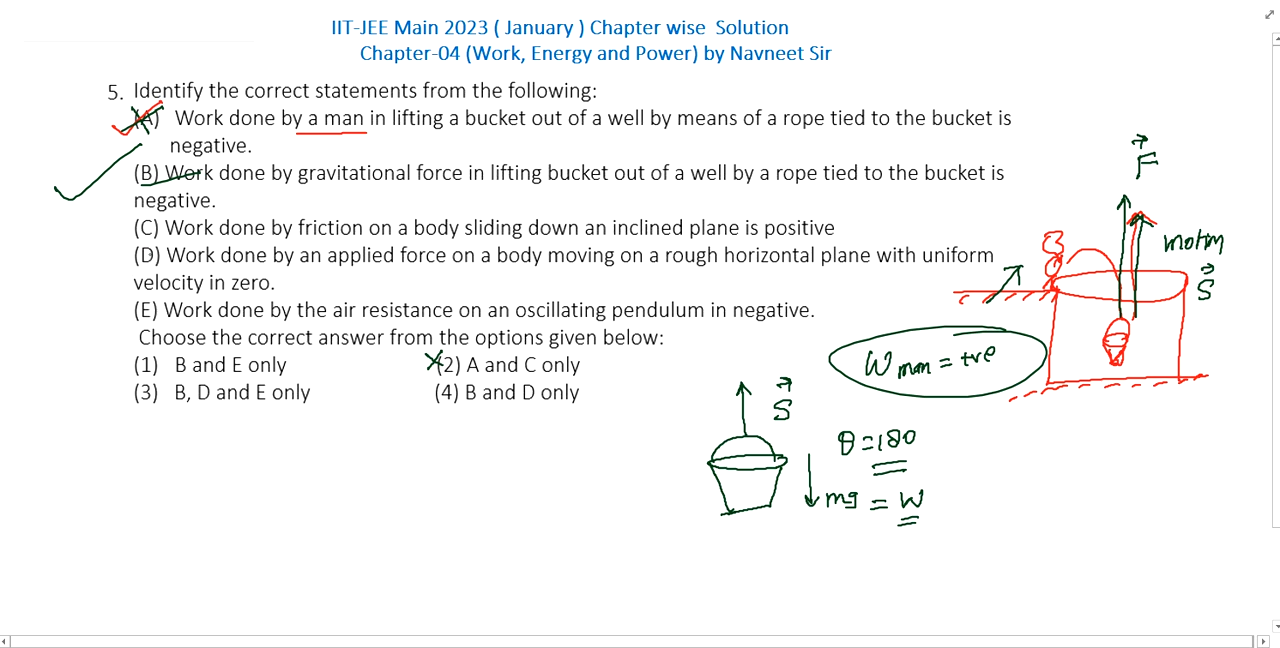 IIT-JEE Main 2023 ( January ) Chapter wise Solution
Chapter-04 (Work, Energy and Power) by Navneet Sir
5. Identify the correct statements from the following:
(A) Work done by a man in lifting a bucket out of a well by means of a rope tied to the bucket is
negative.
(B) Work done by gravitational force in lifting bucket out of a well by a rope tied to the bucket is
negative.
(C) Work done by friction on a body sliding down an inclined plane is positive
(D) Work done by an applied force on a body moving on a rough horizontal plane with uniform
velocity in zero.
(E) Work done by the air resistance on an oscillating pendulum in negative.
Choose the correct answer from the options given below:
(1) B and E only (2) A and C only
(3) B, D and E only (4) B and D only
F
motim
S
W man = +ve
S
θ=180
mg = W